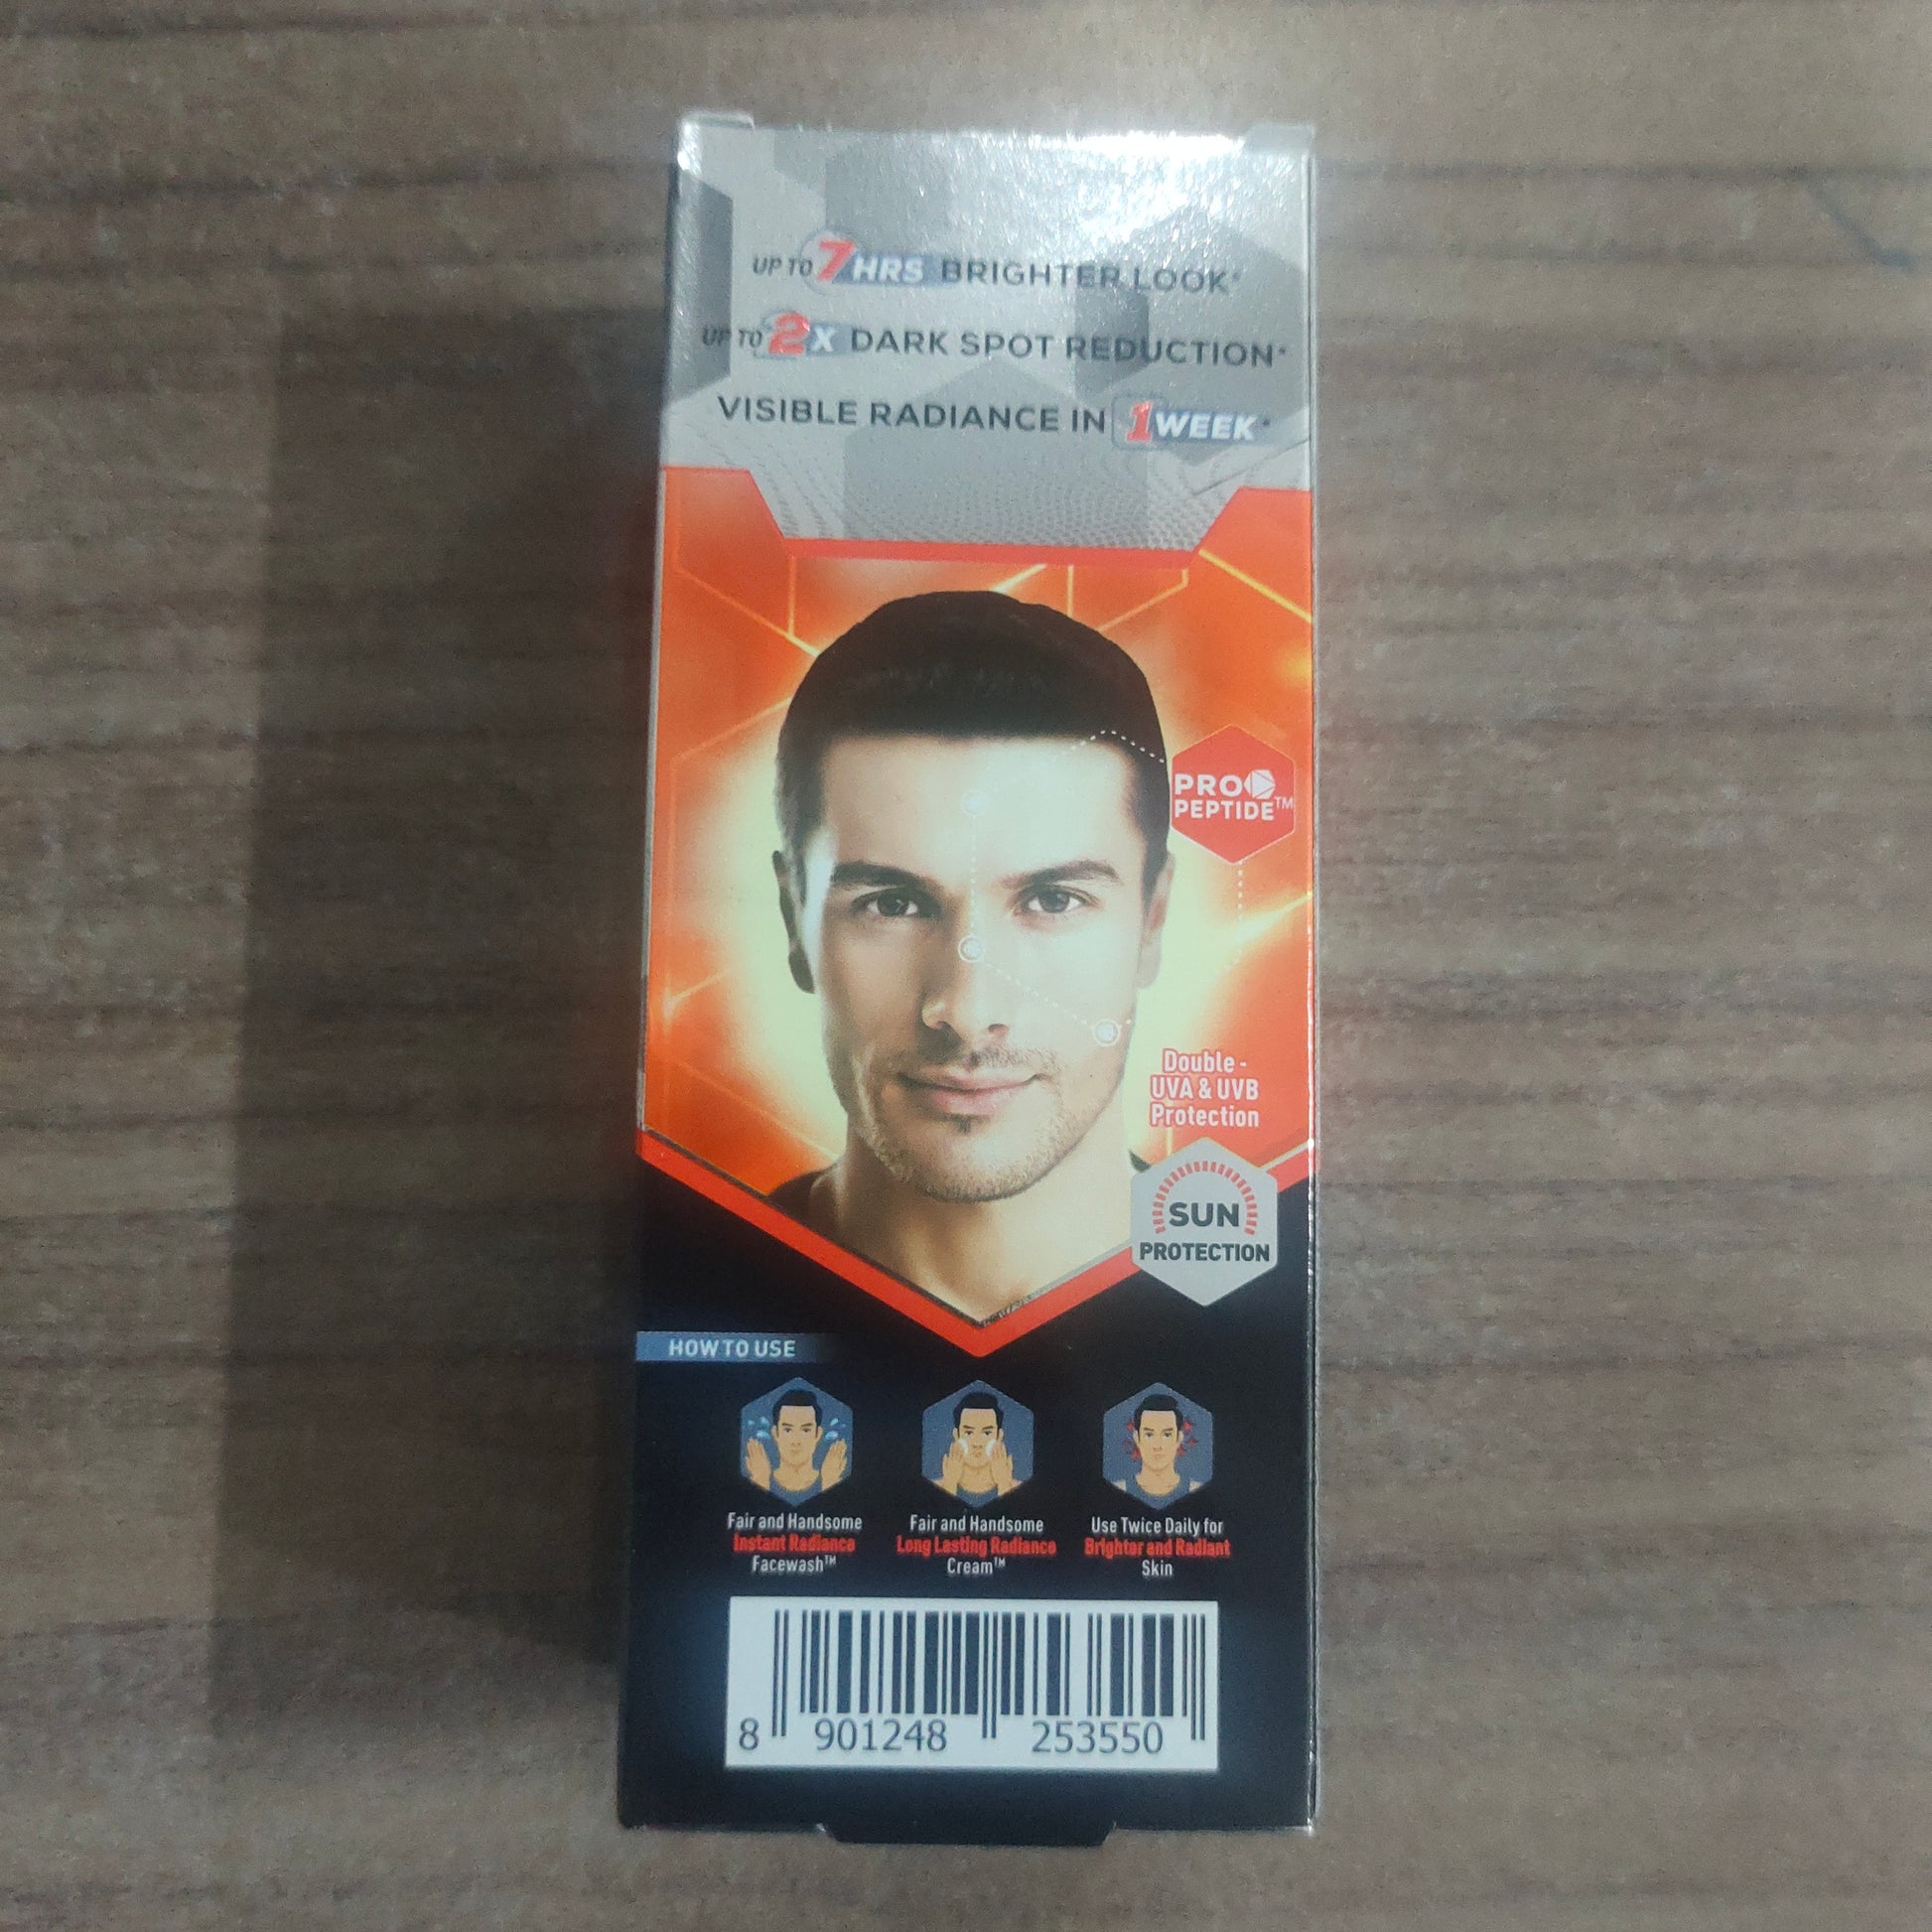 UP TO 7 HRS BRIGHTER LOOK*
UP TO 2X DARK SPOT REDUCTION*
VISIBLE RADIANCE IN 1 WEEK*
PRO
PEPTIDE™
Double -
UVA & UVB
Protection
SUN
PROTECTION
HOW TO USE
Fair and Handsome
Instant Radiance
Facewash™
Fair and Handsome
Long Lasting Radiance
Cream™
Use Twice Daily for
Brighter and Radiant
Skin
8 901248 253550